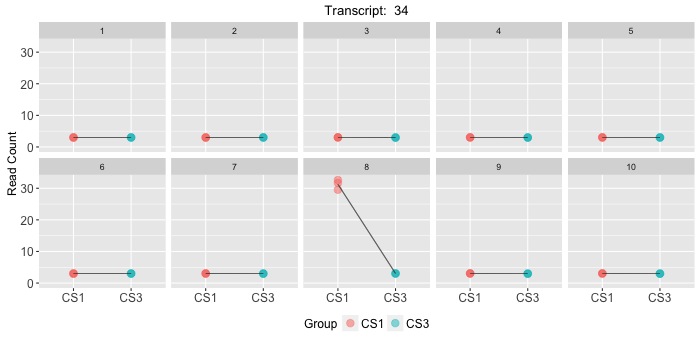 Transcript:  34
1 2 3 4 5
30
20
10
0
Read Count
6 7 8 9 10
30
20
10
0
CS1 CS3 CS1 CS3 CS1 CS3 CS1 CS3 CS1 CS3
Group CS1 CS3